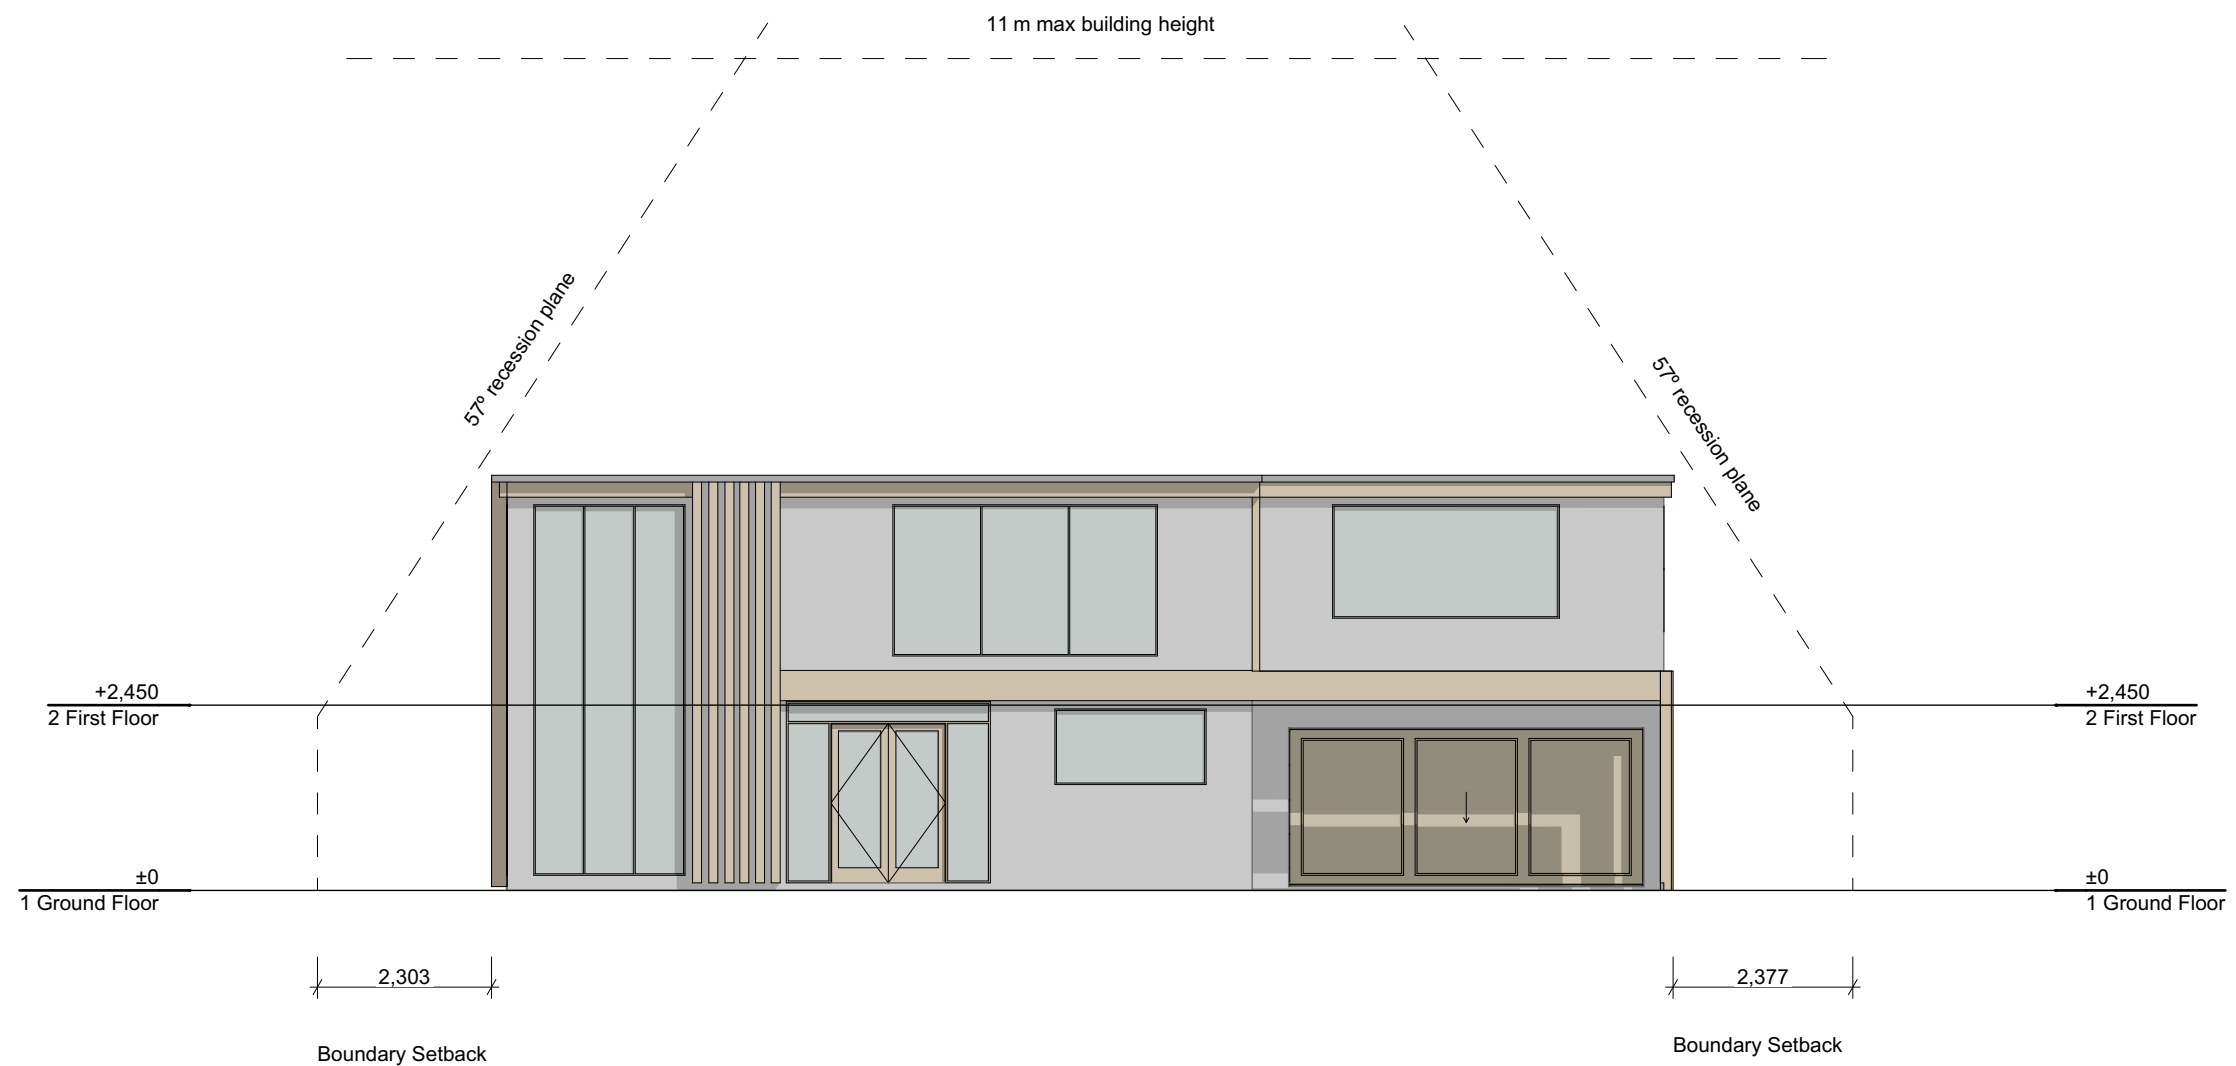 11 m max building height
57º recession plane
57º recession plane
+2,450
2 First Floor
+2,450
2 First Floor
±0
1 Ground Floor
±0
1 Ground Floor
2,303
2,377
Boundary Setback
Boundary Setback